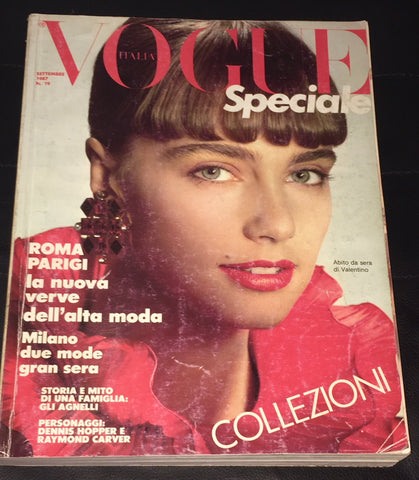 VOGUE
ITALIA
SETTEMBRE
1987
N. 19
Speciale
Abito da sera
di Valentino
ROMA
PARIGI
la nuova
verve
dell'alta moda
Milano
due mode
gran sera
STORIA E MITO
DI UNA FAMIGLIA:
GLI AGNELLI
PERSONAGGI:
DENNIS HOPPER E
RAYMOND CARVER
COLLEZIONI